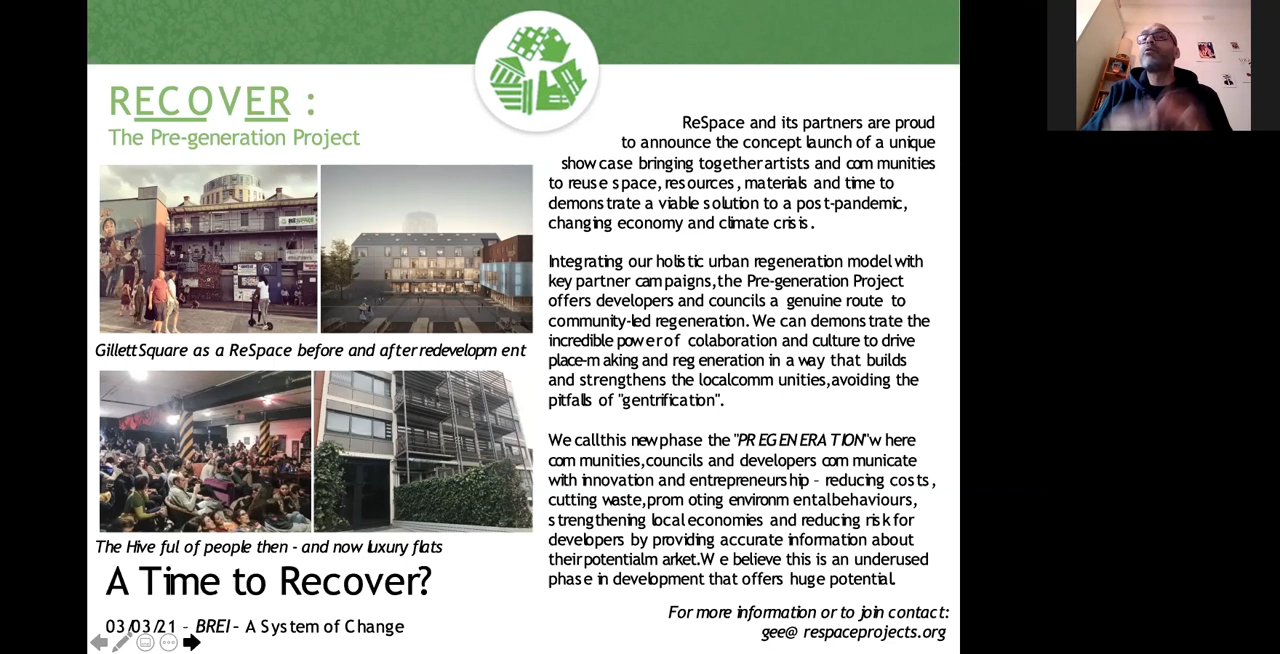 RECOVER :
The Pre-generation Project
RESPACE
Gillett Square as a ReSpace before and after redevelopment
The Hive ful of people then - and now luxury flats
A Time to Recover?
03/03/21 – BREI – A System of Change
ReSpace and its partners are proud
to announce the concept launch of a unique
showcase bringing together artists and communities
to reuse space, resources, materials and time to
demonstrate a viable solution to a post-pandemic,
changing economy and climate crisis.
Integrating our holistic urban regeneration model with
key partner campaigns, the Pre-generation Project
offers developers and councils a genuine route to
community-led regeneration. We can demonstrate the
incredible power of colaboration and culture to drive
place-making and regeneration in a way that builds
and strengthens the local communities, avoiding the
pitfalls of "gentrification".
We call this new phase the "PREGENERATION" where
communities, councils and developers communicate
with innovation and entrepreneurship – reducing costs,
cutting waste, promoting environmental behaviours,
strengthening local economies and reducing risk for
developers by providing accurate information about
their potential market. We believe this is an underused
phase in development that offers huge potential.
For more information or to join contact:
gee@respaceprojects.org